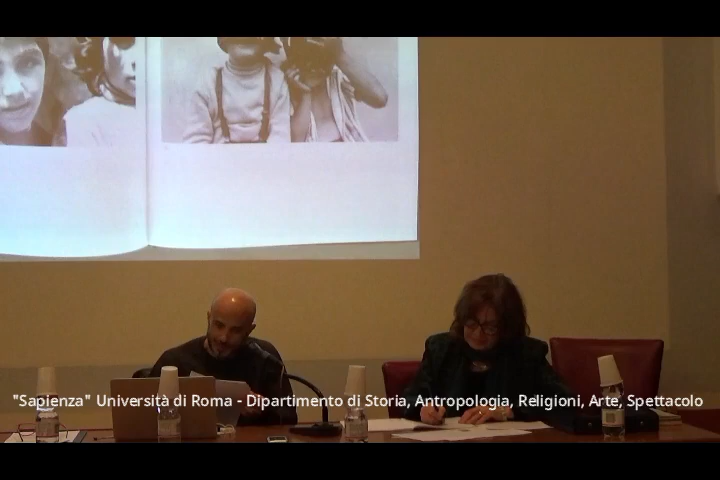 "Sapienza" Università di Roma - Dipartimento di Storia, Antropologia, Religioni, Arte, Spettacolo